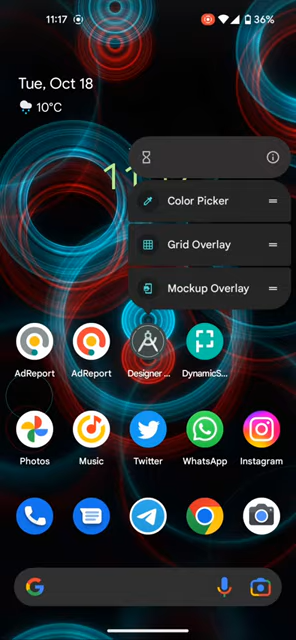 11:17
36%
Tue, Oct 18
10°C
Color Picker
Grid Overlay
Mockup Overlay
AdReport
AdReport
Designer ...
DynamicS...
Photos
Music
Twitter
WhatsApp
Instagram